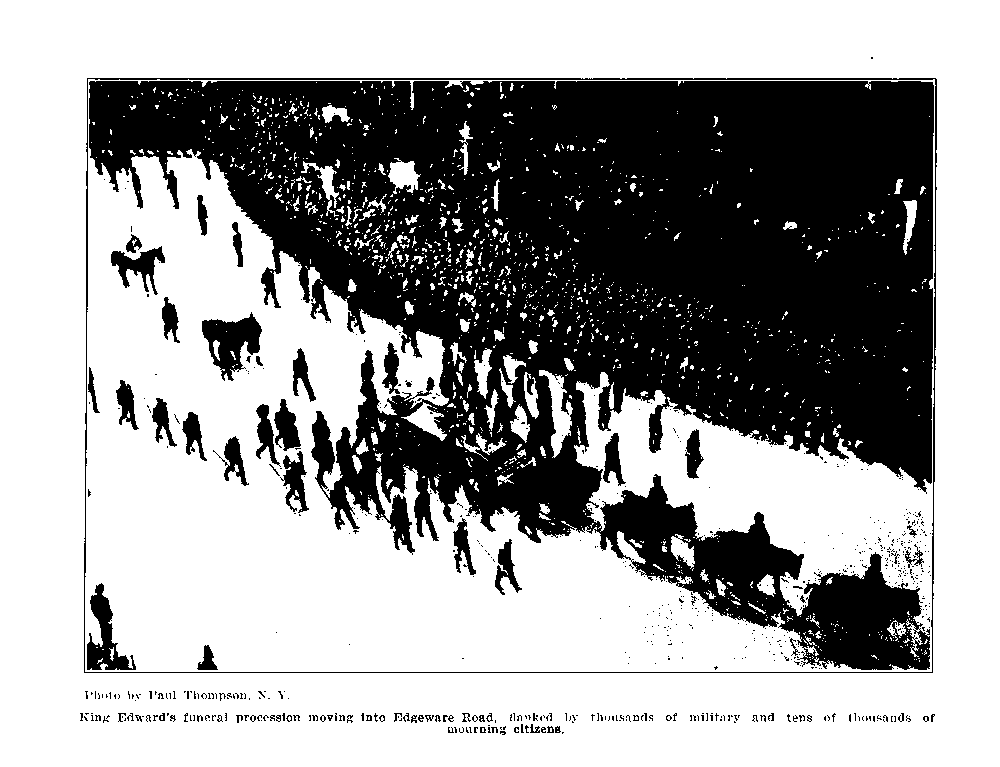 Photo by Paul Thompson, N. Y.
King Edward's funeral procession moving into Edgeware Road, flanked by thousands of military and tens of thousands of
mourning citizens.